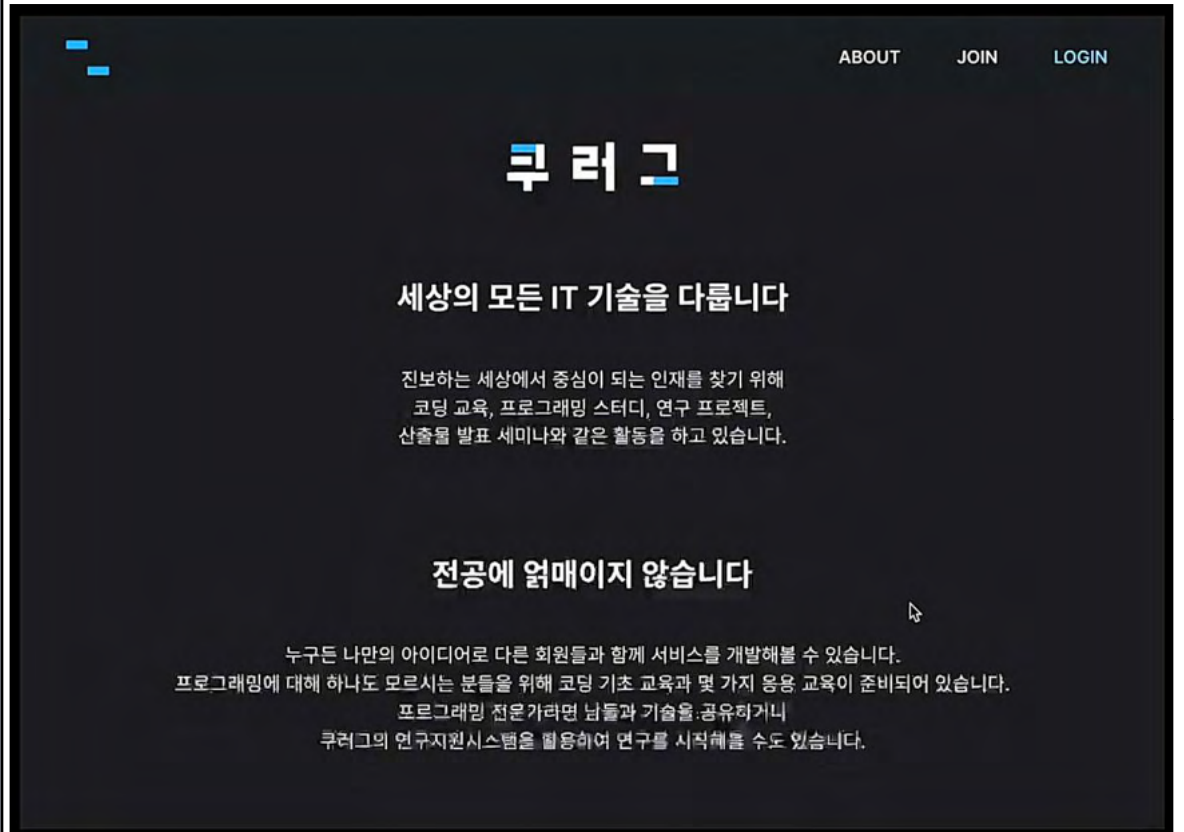 ABOUT JOIN LOGIN
쿠러그
세상의 모든 IT 기술을 다룹니다
진보하는 세상에서 중심이 되는 인재를 찾기 위해
코딩 교육, 프로그래밍 스터디, 연구 프로젝트,
산출물 발표 세미나와 같은 활동을 하고 있습니다.
전공에 얽매이지 않습니다
누구든 나만의 아이디어로 다른 회원들과 함께 서비스를 개발해볼 수 있습니다.
프로그래밍에 대해 하나도 모르시는 분들을 위해 코딩 기초 교육과 몇 가지 응용 교육이 준비되어 있습니다.
프로그래밍 전문가라면 남들과 기술을 공유하거나
쿠러그의 연구지원시스템을 활용하여 연구를 시작해볼 수도 있습니다.